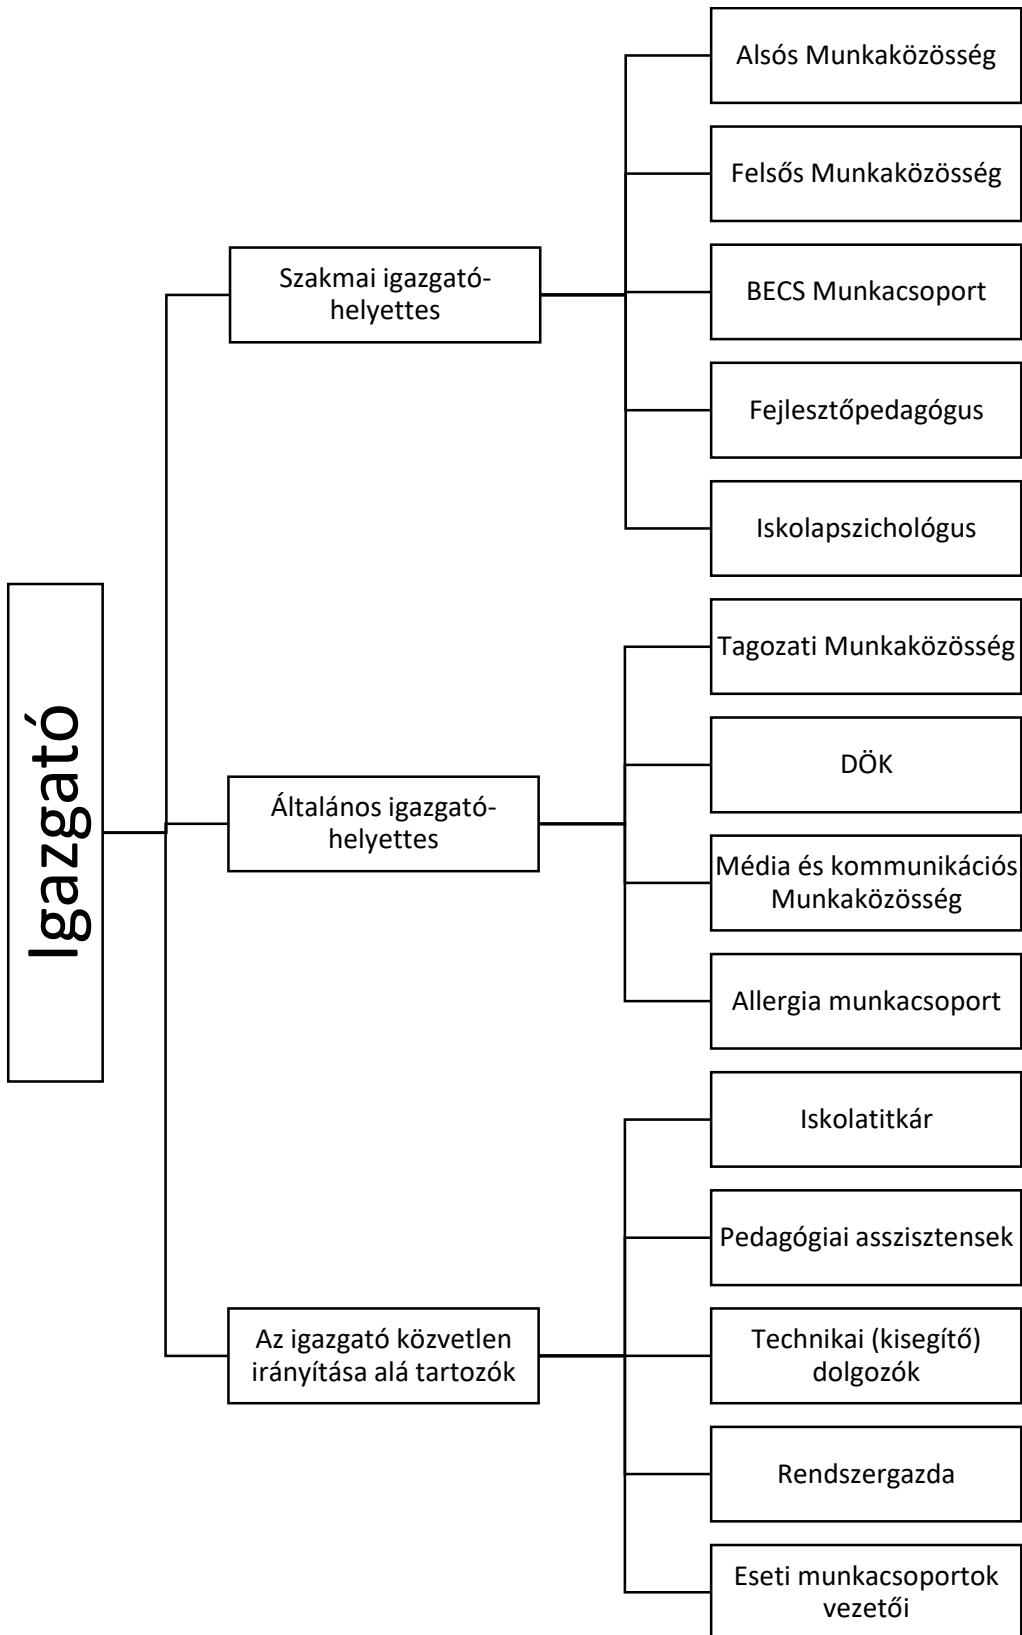 Igazgató
Szakmai igazgató-
helyettes
Alsós Munkaközösség
Felsős Munkaközösség
BECS Munkacsoport
Fejlesztőpedagógus
Iskolapszichológus
Általános igazgató-
helyettes
Tagozati Munkaközösség
DÖK
Média és kommunikációs
Munkaközösség
Allergia munkacsoport
Az igazgató közvetlen
irányítása alá tartozók
Iskolatitkár
Pedagógiai asszisztensek
Technikai (kisegítő)
dolgozók
Rendszergazda
Eseti munkacsoportok
vezetői